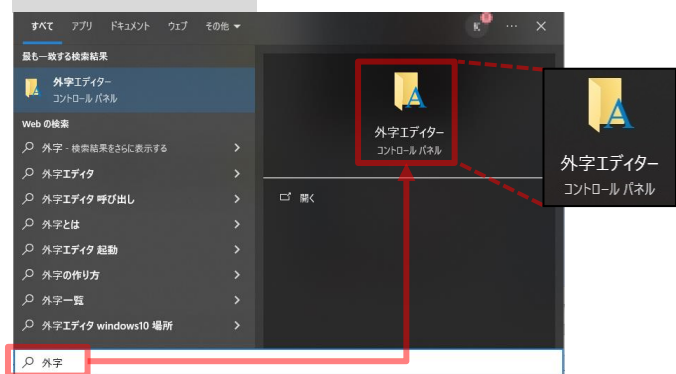 すべて アプリ ドキュメント ウェブ その他
最も一致する検索結果
外字エディター
コントロール パネル
Web の検索
外字 - 検索結果をさらに表示する
外字エディタ
外字エディタ 呼び出し
外字とは
外字エディタ 起動
外字の作り方
外字一覧
外字エディタ windows10 場所
外字
外字エディター
コントロール パネル
開く
外字エディター
コントロール パネル